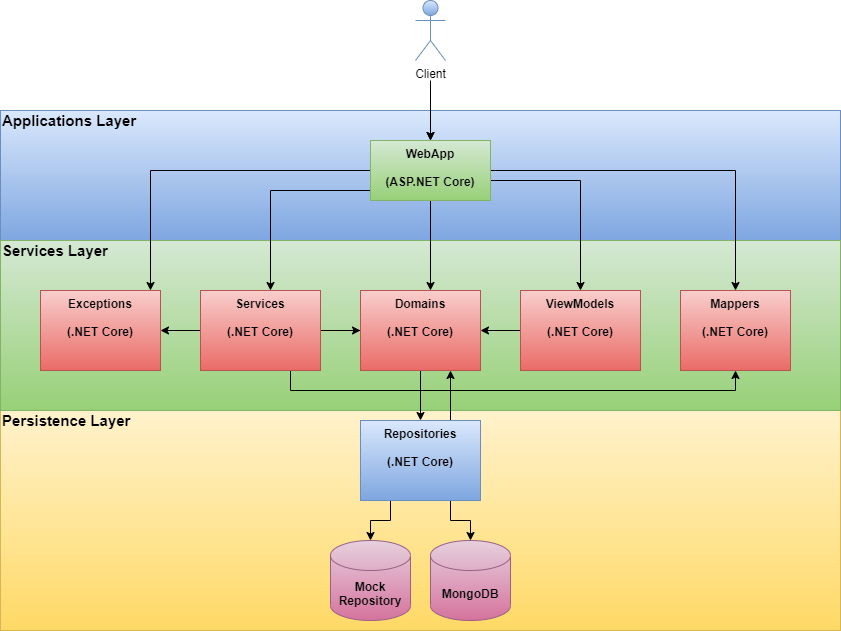 Client
Applications Layer
WebApp
(ASP.NET Core)
Services Layer
Exceptions
(.NET Core)
Services
(.NET Core)
Domains
(.NET Core)
ViewModels
(.NET Core)
Mappers
(.NET Core)
Persistence Layer
Repositories
(.NET Core)
Mock
Repository
MongoDB